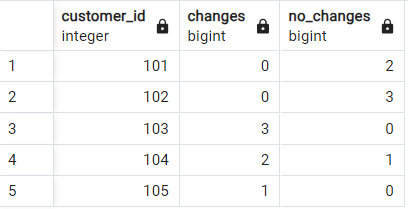 customer_id changes no_changes
integer bigint bigint
1 101 0 2
2 102 0 3
3 103 3 0
4 104 2 1
5 105 1 0